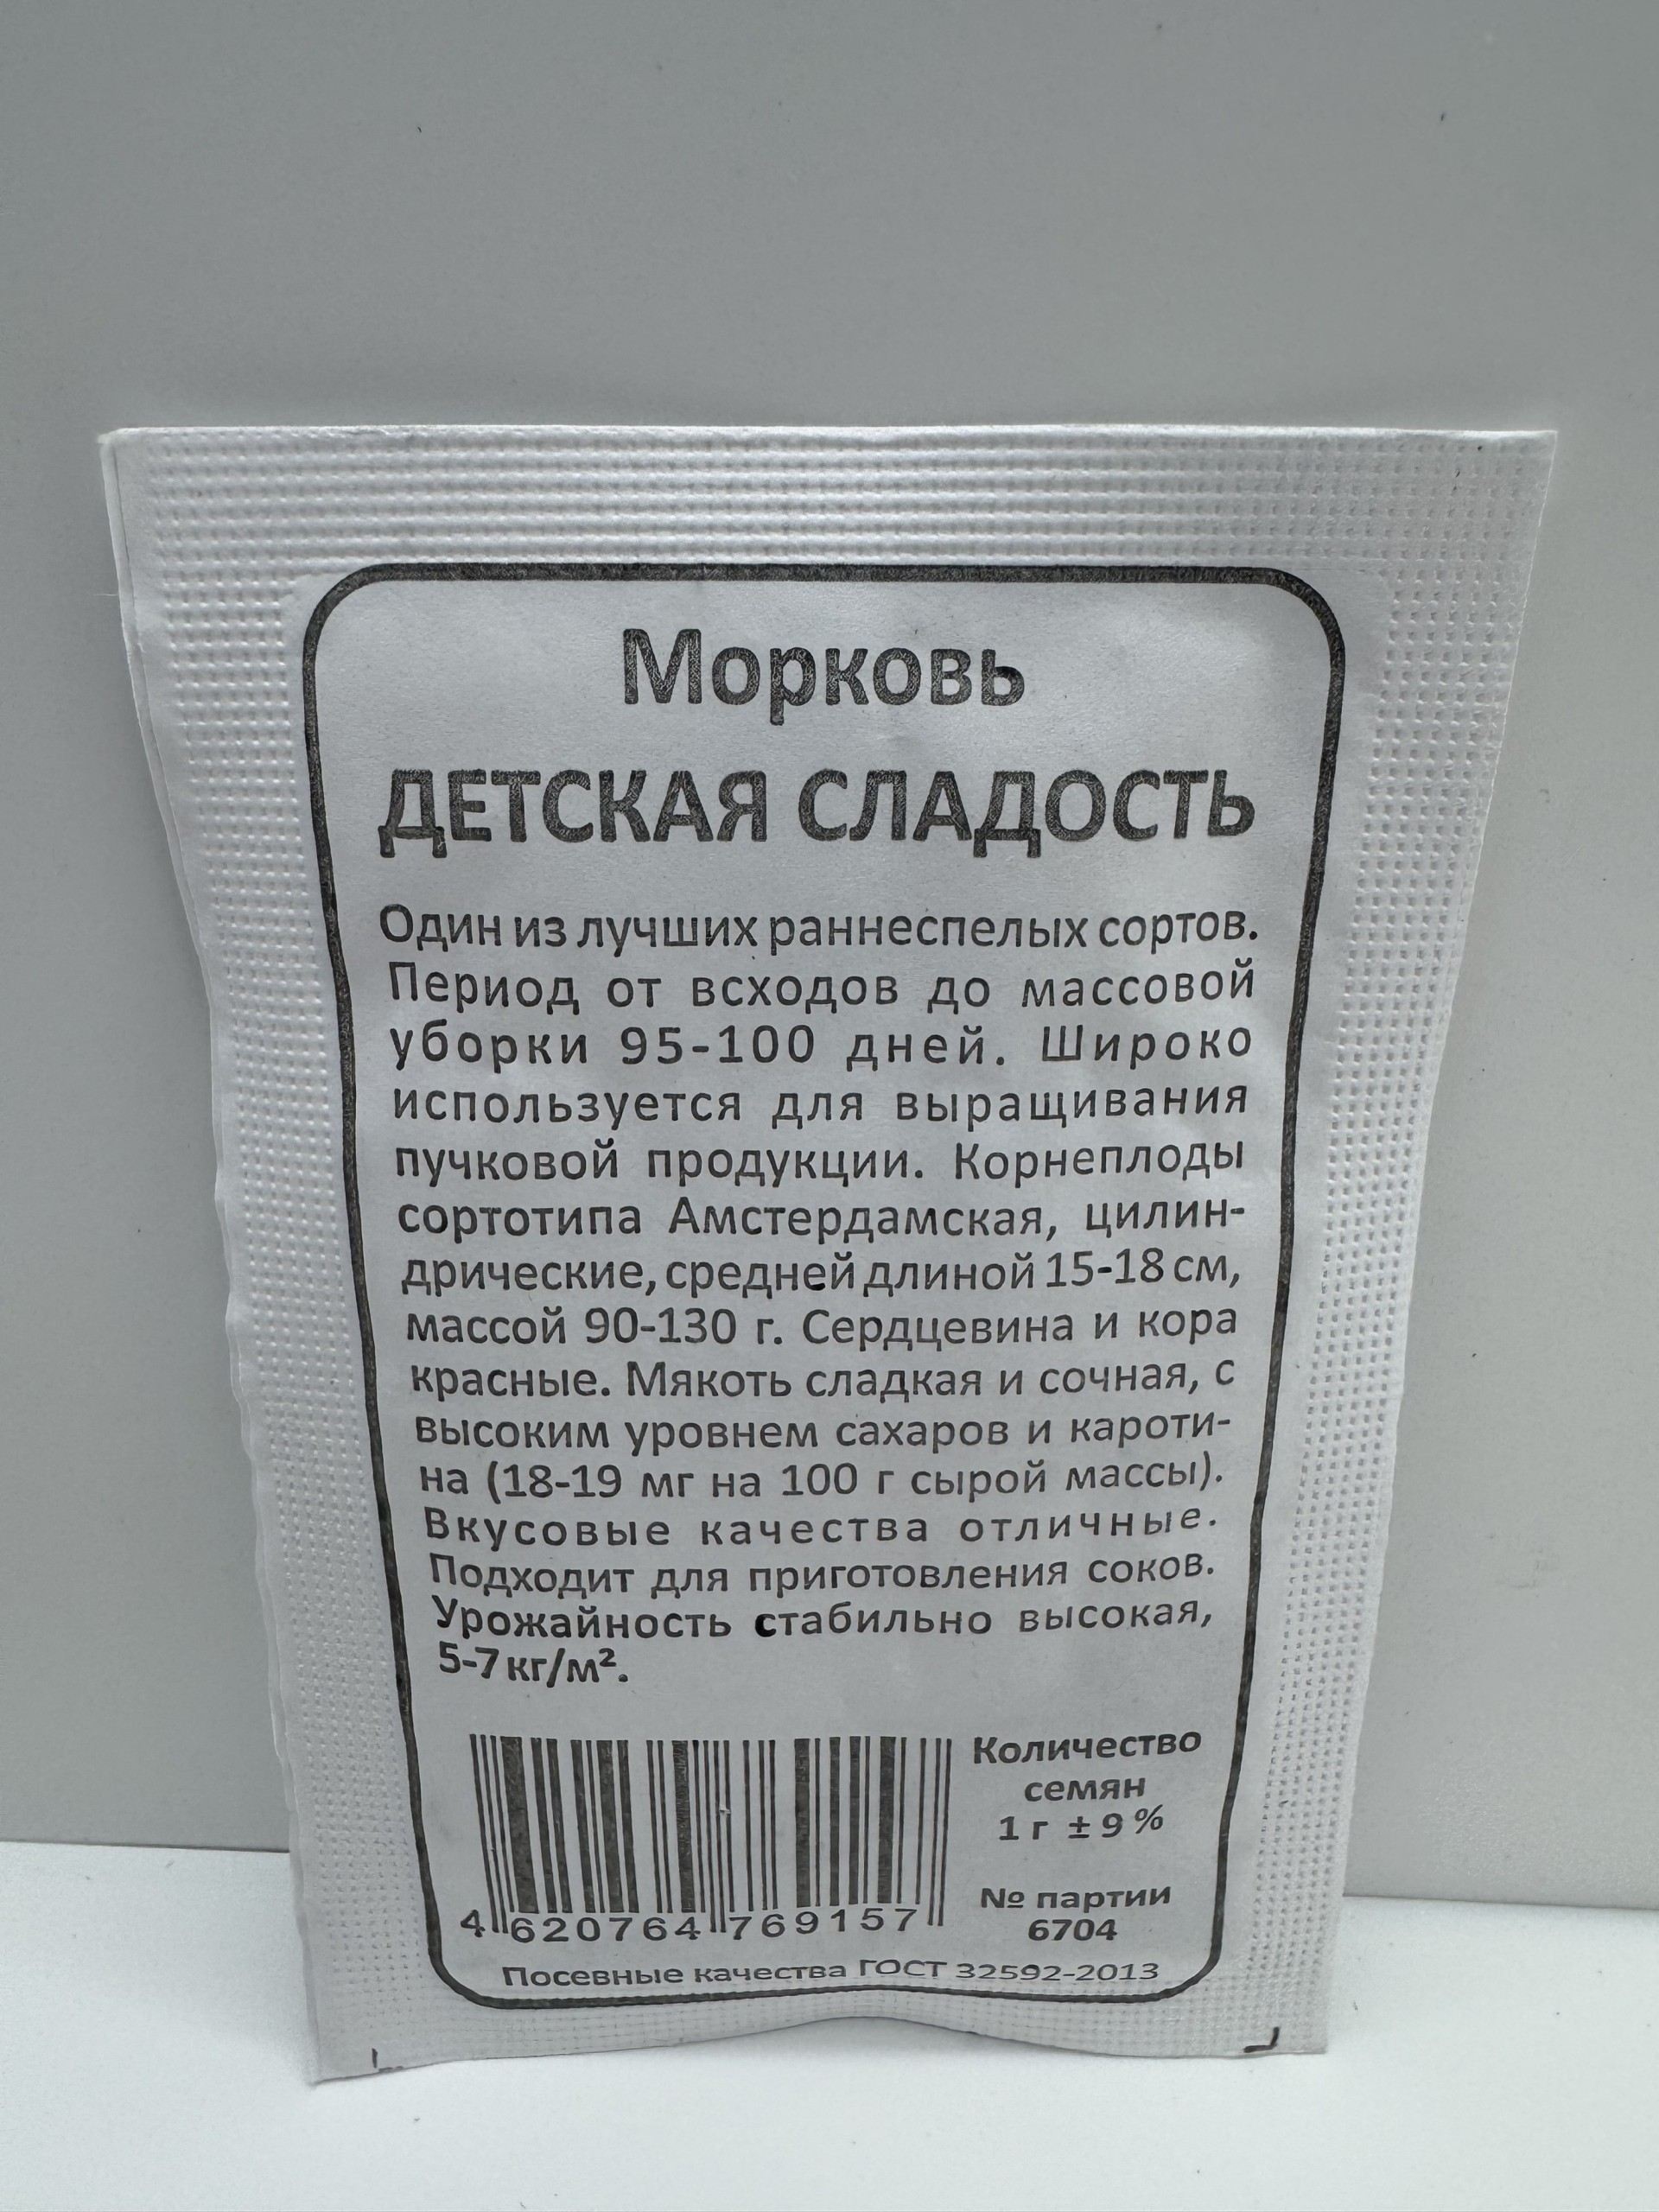 Морковь
ДЕТСКАЯ СЛАДОСТЬ
Один из лучших раннеспелых сортов.
Период от всходов до массовой
уборки 95-100 дней. Широко
используется для выращивания
пучковой продукции. Корнеплоды
сортотипа Амстердамская, цилин-
дрические, средней длиной 15-18 см,
массой 90-130 г. Сердцевина и кора
красные. Мякоть сладкая и сочная, с
высоким уровнем сахаров и кароти-
на (18-19 мг на 100 г сырой массы).
Вкусовые качества отличные.
Подходит для приготовления соков.
Урожайность стабильно высокая,
5-7 кг/м².
Количество
семян
1 г ± 9 %
№ партии
6704
4 620764 769157
Посевные качества ГОСТ 32592-2013